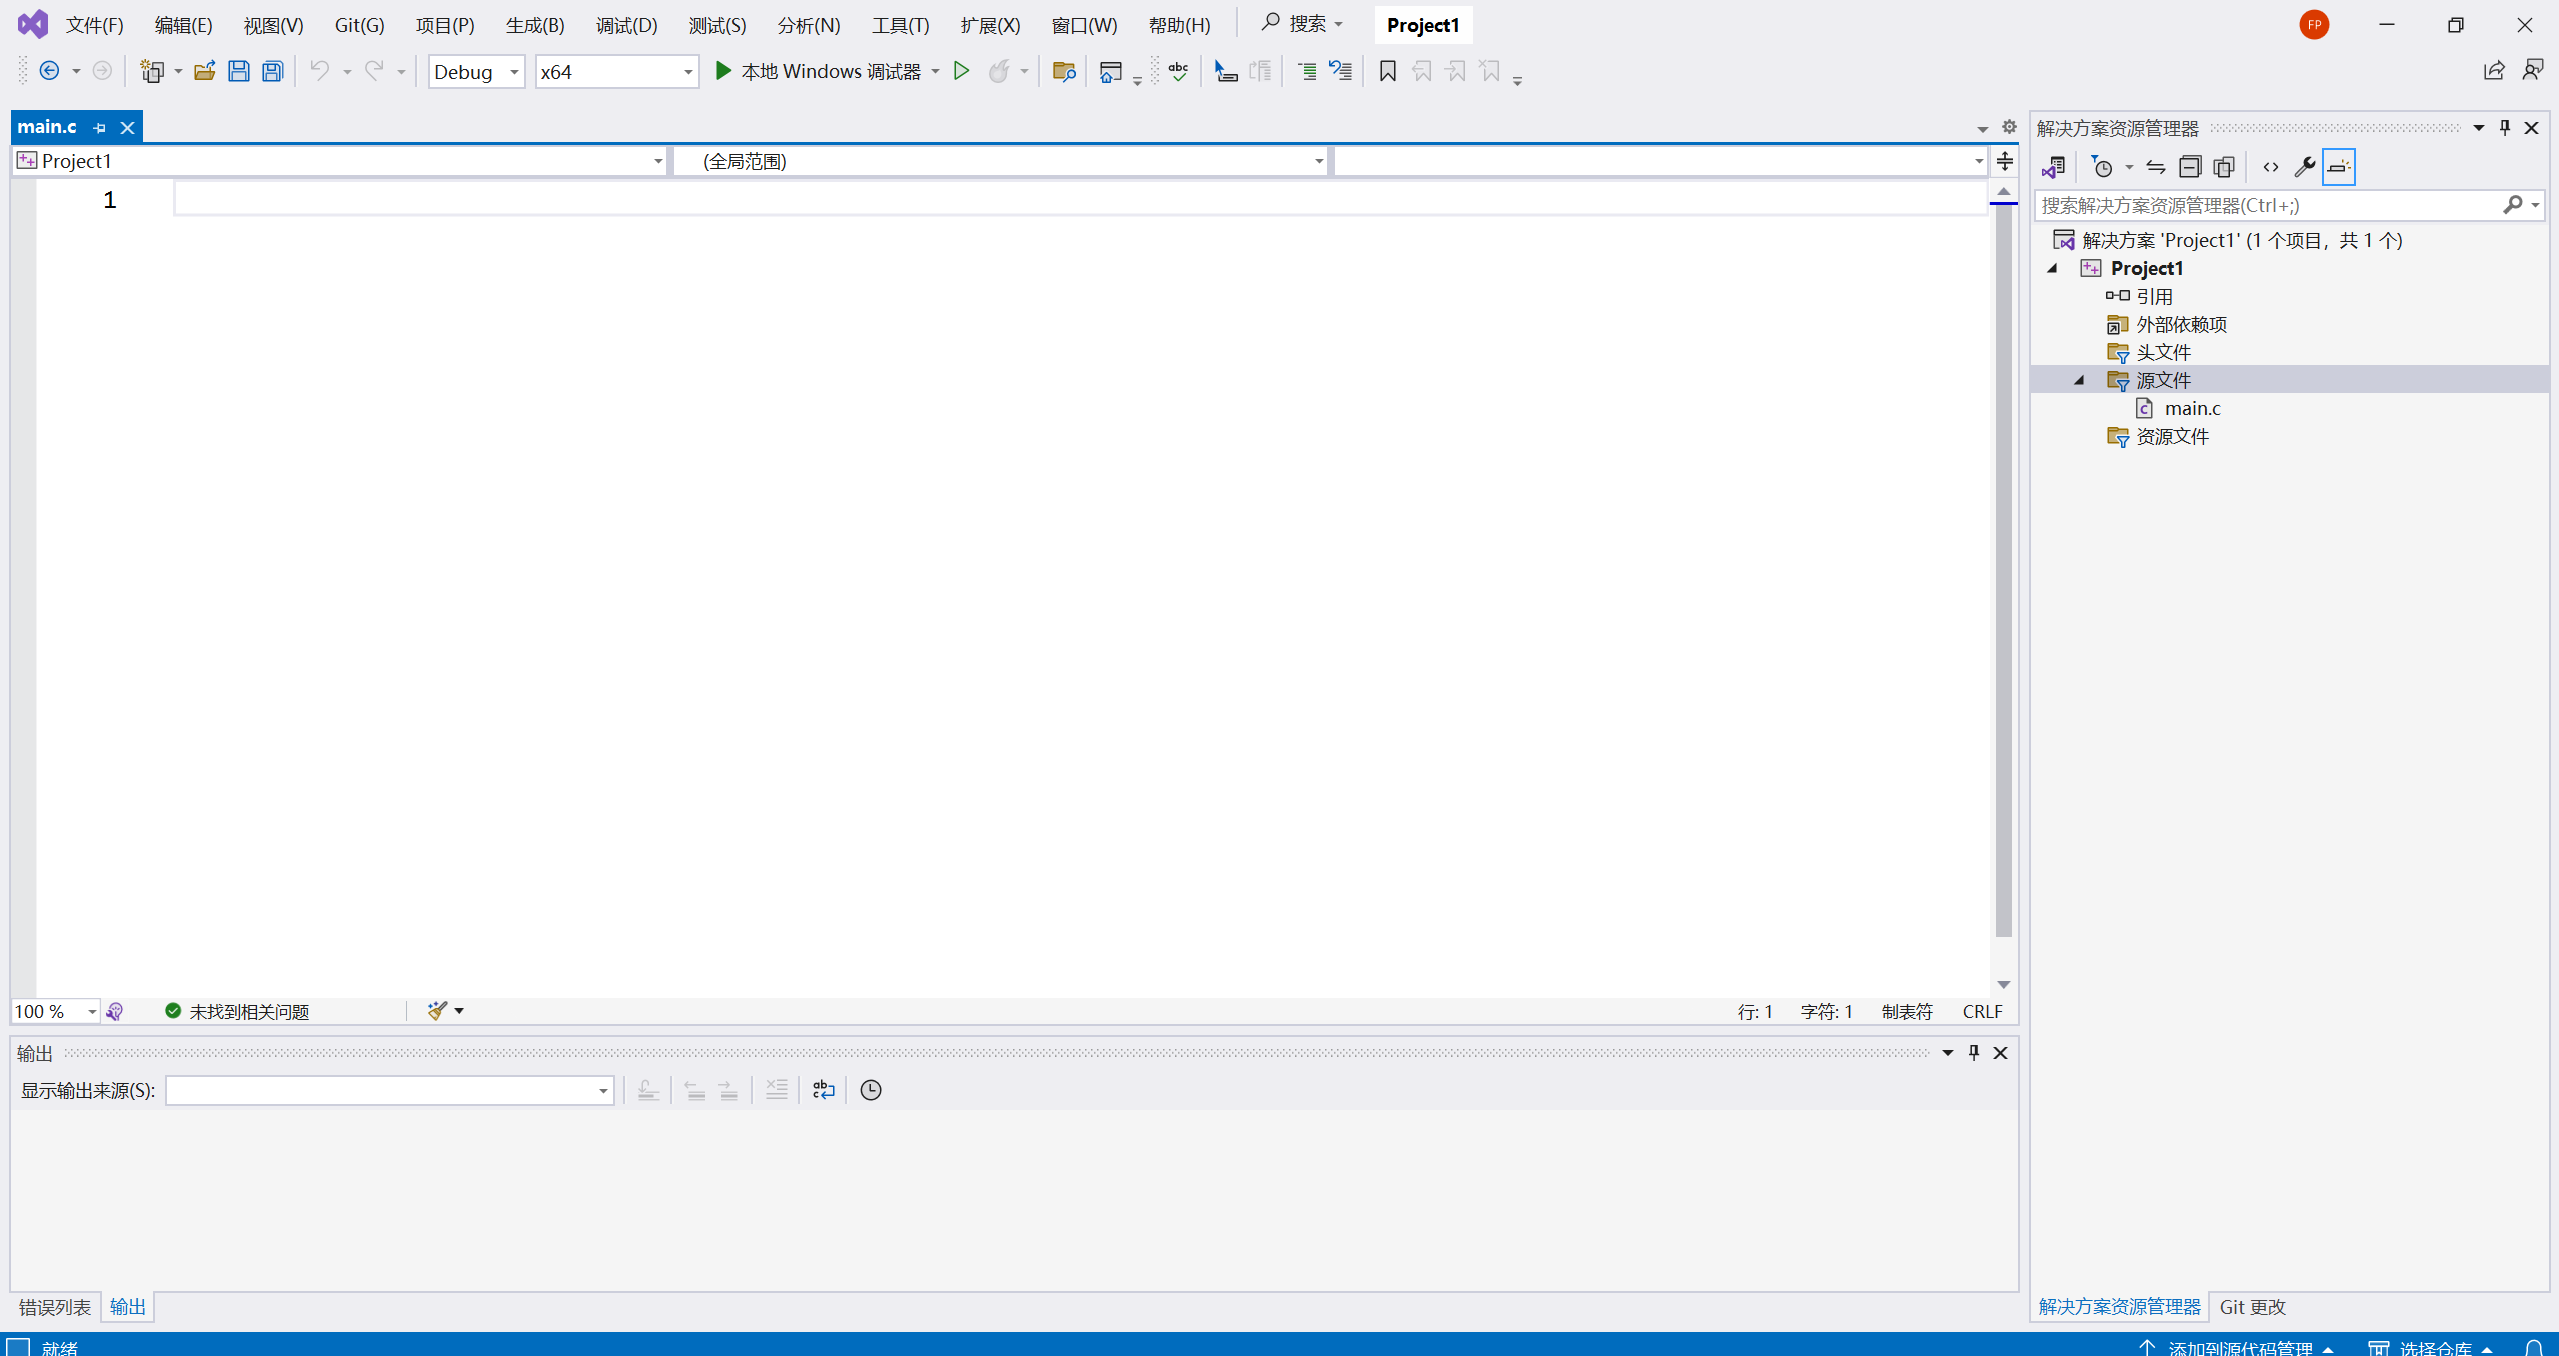 文件(F) 编辑(E) 视图(V) Git(G) 项目(P) 生成(B) 调试(D) 测试(S) 分析(N) 工具(T) 扩展(X) 窗口(W) 帮助(H) 搜索 Project1 FP
Debug x64 本地 Windows 调试器 abc
main.c
Project1 (全局范围)
1
100 % 未找到相关问题 行: 1 字符: 1 制表符 CRLF
输出
显示输出来源(S):
错误列表 输出
解决方案资源管理器
搜索解决方案资源管理器(Ctrl+;)
解决方案 'Project1' (1 个项目，共 1 个)
Project1
引用
外部依赖项
头文件
源文件
main.c
资源文件
解决方案资源管理器 Git 更改
就绪 添加到源代码管理 选择仓库